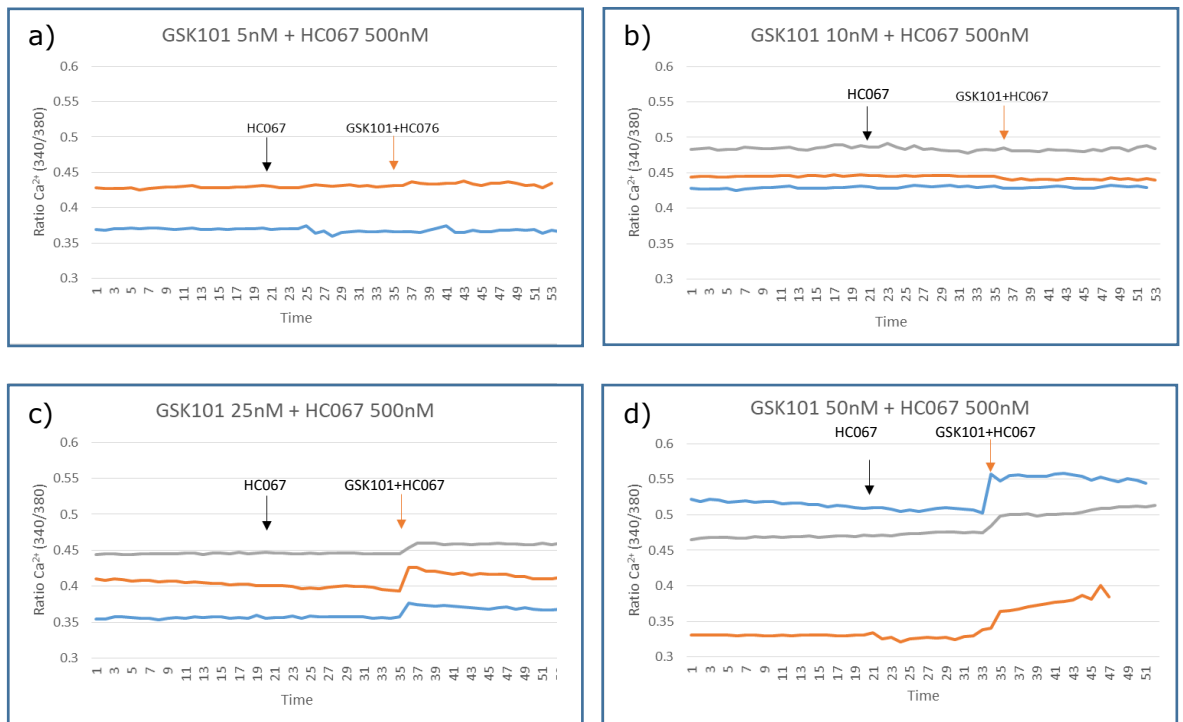 a)
GSK101 5nM + HC067 500nM
0.6
0.55
0.5
0.45
0.4
0.35
0.3
Ratio Ca²⁺ (340/380)
HC067
GSK101+HC076
1 3 5 7 9 11 13 15 17 19 21 23 25 27 29 31 33 35 37 39 41 43 45 47 49 51 53
Time
b)
GSK101 10nM + HC067 500nM
0.6
0.55
0.5
0.45
0.4
0.35
0.3
Ratio Ca²⁺ (340/380)
HC067
GSK101+HC067
1 3 5 7 9 11 13 15 17 19 21 23 25 27 29 31 33 35 37 39 41 43 45 47 49 51 53
Time
c)
GSK101 25nM + HC067 500nM
0.6
0.55
0.5
0.45
0.4
0.35
0.3
Ratio Ca²⁺ (340/380)
HC067
GSK101+HC067
1 3 5 7 9 11 13 15 17 19 21 23 25 27 29 31 33 35 37 39 41 43 45 47 49 51
Time
d)
GSK101 50nM + HC067 500nM
0.6
0.55
0.5
0.45
0.4
0.35
0.3
Ratio Ca²⁺ (340/380)
HC067
GSK101+HC067
1 3 5 7 9 11 13 15 17 19 21 23 25 27 29 31 33 35 37 39 41 43 45 47 49 51
Time